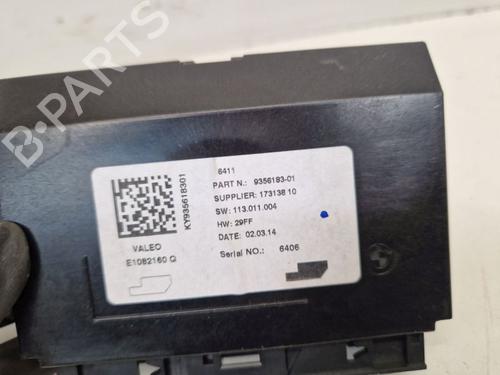 B-PARTS
6411
PART N.: 9356183-01
SUPPLIER: 173138 10
SW: 113.011.004
HW: 29FF
DATE: 02.03.14
Serial NO.: 6406
KY935618301
VALEO
E1082160 G